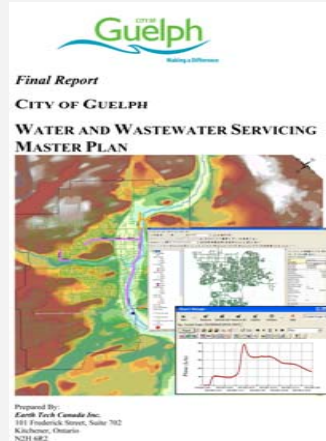 CITY OF
Guelph
Making a Difference
Final Report
CITY OF GUELPH
WATER AND WASTEWATER SERVICING
MASTER PLAN
Prepared By:
Earth Tech Canada Inc.
101 Frederick Street, Suite 702
Kitchener, Ontario
N2H 6R2